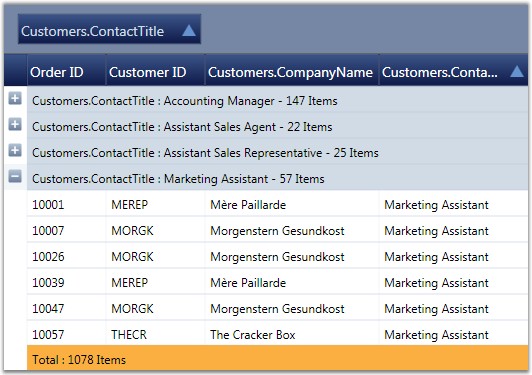 Customers.ContactTitle
Order ID Customer ID Customers.CompanyName Customers.Conta...
Customers.ContactTitle : Accounting Manager - 147 Items
Customers.ContactTitle : Assistant Sales Agent - 22 Items
Customers.ContactTitle : Assistant Sales Representative - 25 Items
Customers.ContactTitle : Marketing Assistant - 57 Items
10001 MEREP Mère Paillarde Marketing Assistant
10007 MORGK Morgenstern Gesundkost Marketing Assistant
10026 MORGK Morgenstern Gesundkost Marketing Assistant
10039 MEREP Mère Paillarde Marketing Assistant
10047 MORGK Morgenstern Gesundkost Marketing Assistant
10057 THECR The Cracker Box Marketing Assistant
Total : 1078 Items